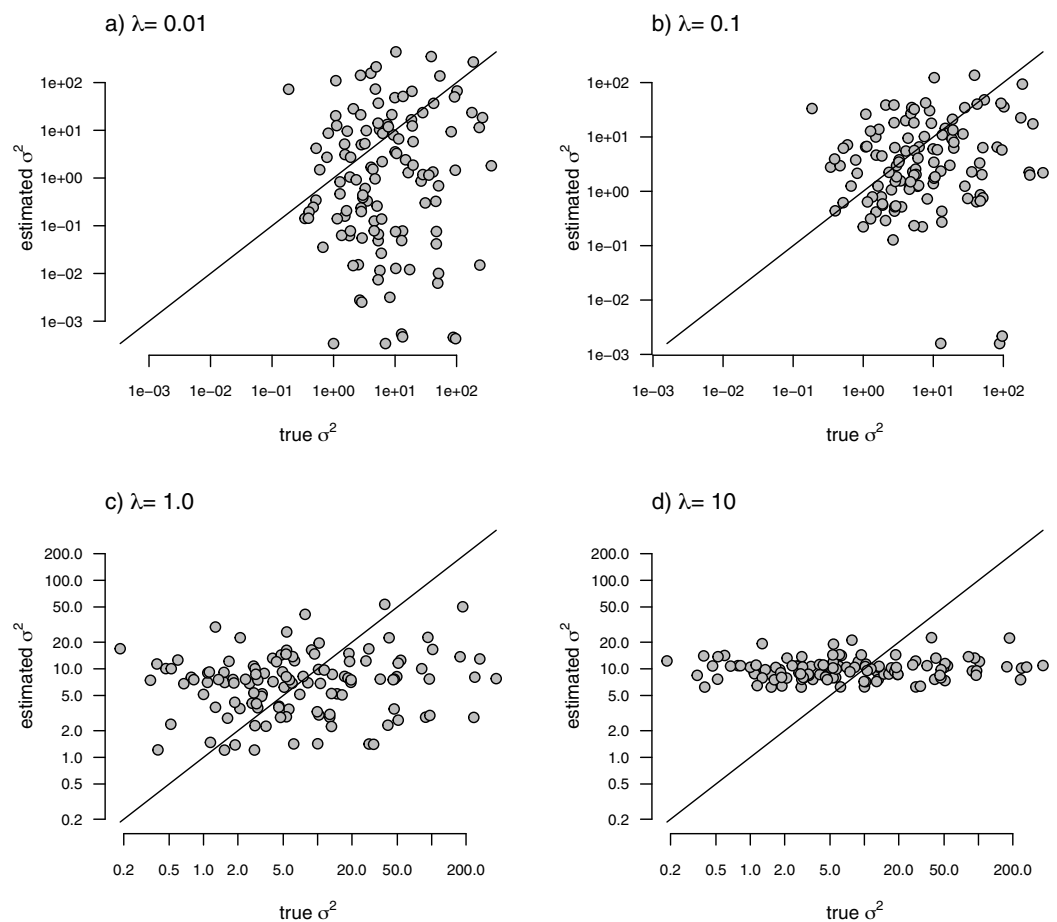 a) λ= 0.01
estimated σ²
1e+02
1e+01
1e+00
1e−01
1e−02
1e−03
1e−03 1e−02 1e−01 1e+00 1e+01 1e+02
true σ²
b) λ= 0.1
estimated σ²
1e+02
1e+01
1e+00
1e−01
1e−02
1e−03
1e−03 1e−02 1e−01 1e+00 1e+01 1e+02
true σ²
c) λ= 1.0
estimated σ²
200.0
100.0
50.0
20.0
10.0
5.0
2.0
1.0
0.5
0.2
0.2 0.5 1.0 2.0 5.0 20.0 50.0 200.0
true σ²
d) λ= 10
estimated σ²
200.0
100.0
50.0
20.0
10.0
5.0
2.0
1.0
0.5
0.2
0.2 0.5 1.0 2.0 5.0 20.0 50.0 200.0
true σ²